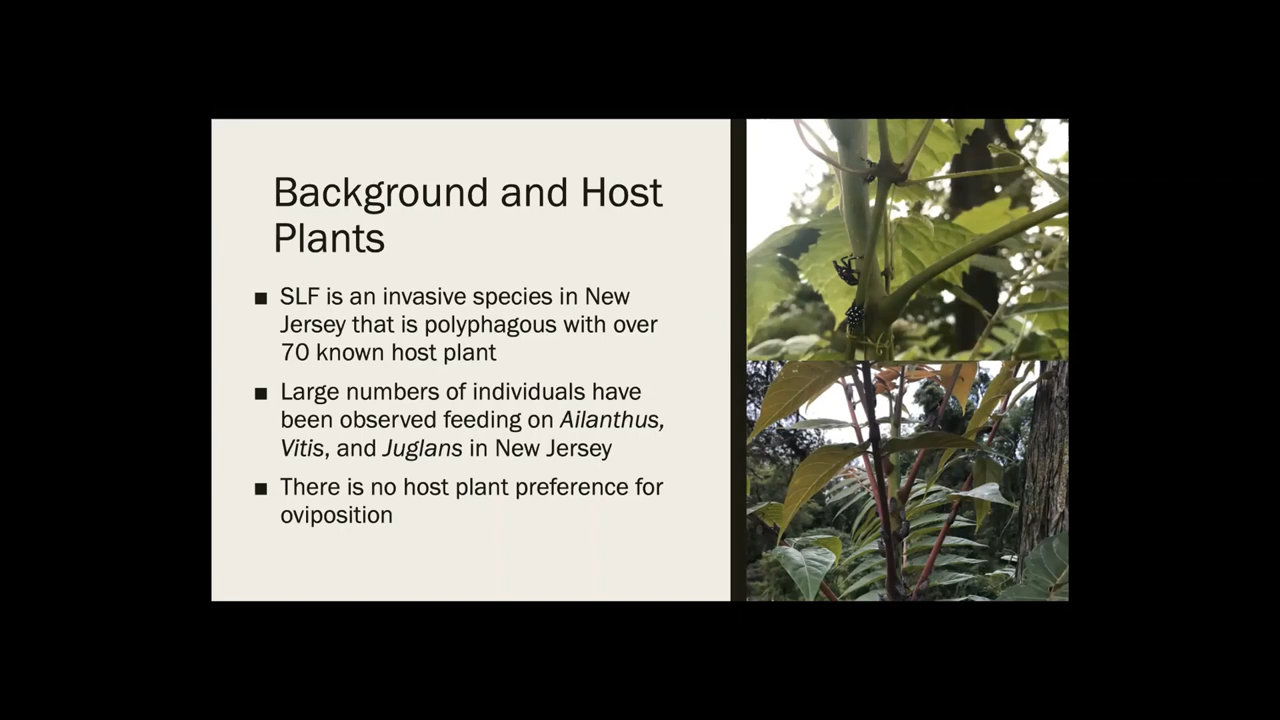 Background and Host
Plants
■ SLF is an invasive species in New
Jersey that is polyphagous with over
70 known host plant
■ Large numbers of individuals have
been observed feeding on Ailanthus,
Vitis, and Juglans in New Jersey
■ There is no host plant preference for
oviposition